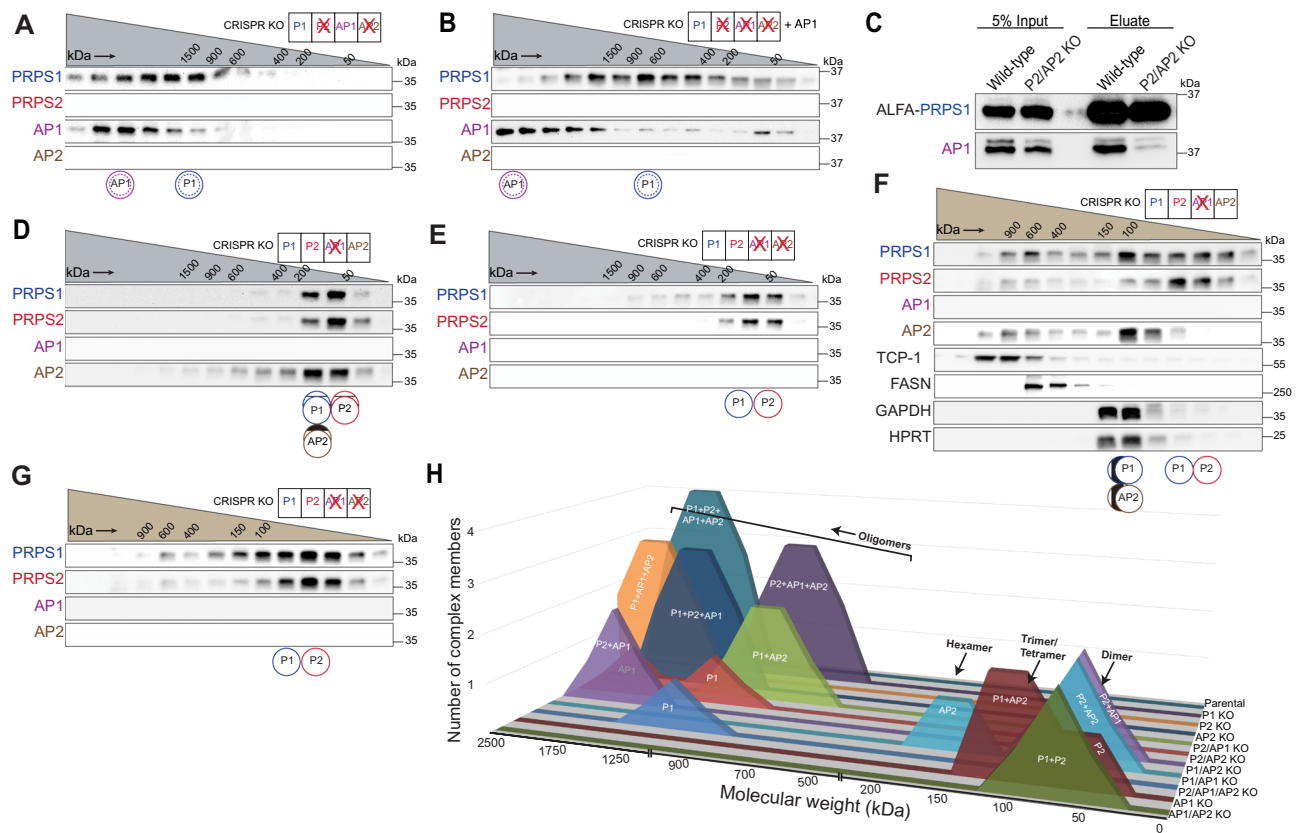 A
CRISPR KO P1 P2 AP1 AP2
kDa → 1500 900 600 400 200
kDa
PRPS1 35
PRPS2 35
AP1 35
AP2 35
AP1 P1
B
CRISPR KO P1 P2 AP1 AP2 + AP1
kDa → 1500 900 600 400 200 50
kDa
PRPS1 37
PRPS2 37
AP1 37
AP2 37
AP1 P1
C
5% Input Eluate
Wild-type P2/AP2 KO Wild-type P2/AP2 KO
kDa
37
ALFA-PRPS1
AP1 37
D
CRISPR KO P1 P2 AP1 AP2
kDa → 1500 900 600 400 200 50
kDa
PRPS1 35
PRPS2 35
AP1 35
AP2 35
P1 P2
AP2
E
CRISPR KO P1 P2 AP1 AP2
kDa → 1500 900 600 400 200 50
kDa
PRPS1 35
PRPS2 35
AP1 35
AP2 35
P1 P2
F
CRISPR KO P1 P2 AP1 AP2
kDa → 900 600 400 150 100
kDa
PRPS1 35
PRPS2 35
AP1 35
AP2 35
TCP-1 55
FASN 250
GAPDH 35
HPRT 25
P1 P1 P2
AP2
G
CRISPR KO P1 P2 AP1 AP2
kDa → 900 600 400 150 100
kDa
PRPS1 35
PRPS2 35
AP1 35
AP2 35
P1 P2
H
Number of complex members
4
3
2
1
P1+P2+
AP1+AP2
Oligomers
P1+AP1+AP2
P1+P2+AP1
P2+AP1+AP2
P2+AP1
AP1
P1
P1+AP2
P1
Hexamer
Trimer/
Tetramer
Dimer
AP2
P1+AP2
P2+AP2
P2+AP1
P2
P1+P2
Parental
P1 KO
P2 KO
AP2 KO
P2/AP1 KO
P2/AP2 KO
P1/AP2 KO
P1/AP1 KO
P2/AP1/AP2 KO
AP1 KO
AP1/AP2 KO
2500 1750 1250 900 700 500 200 150 100 50 0
Molecular weight (kDa)